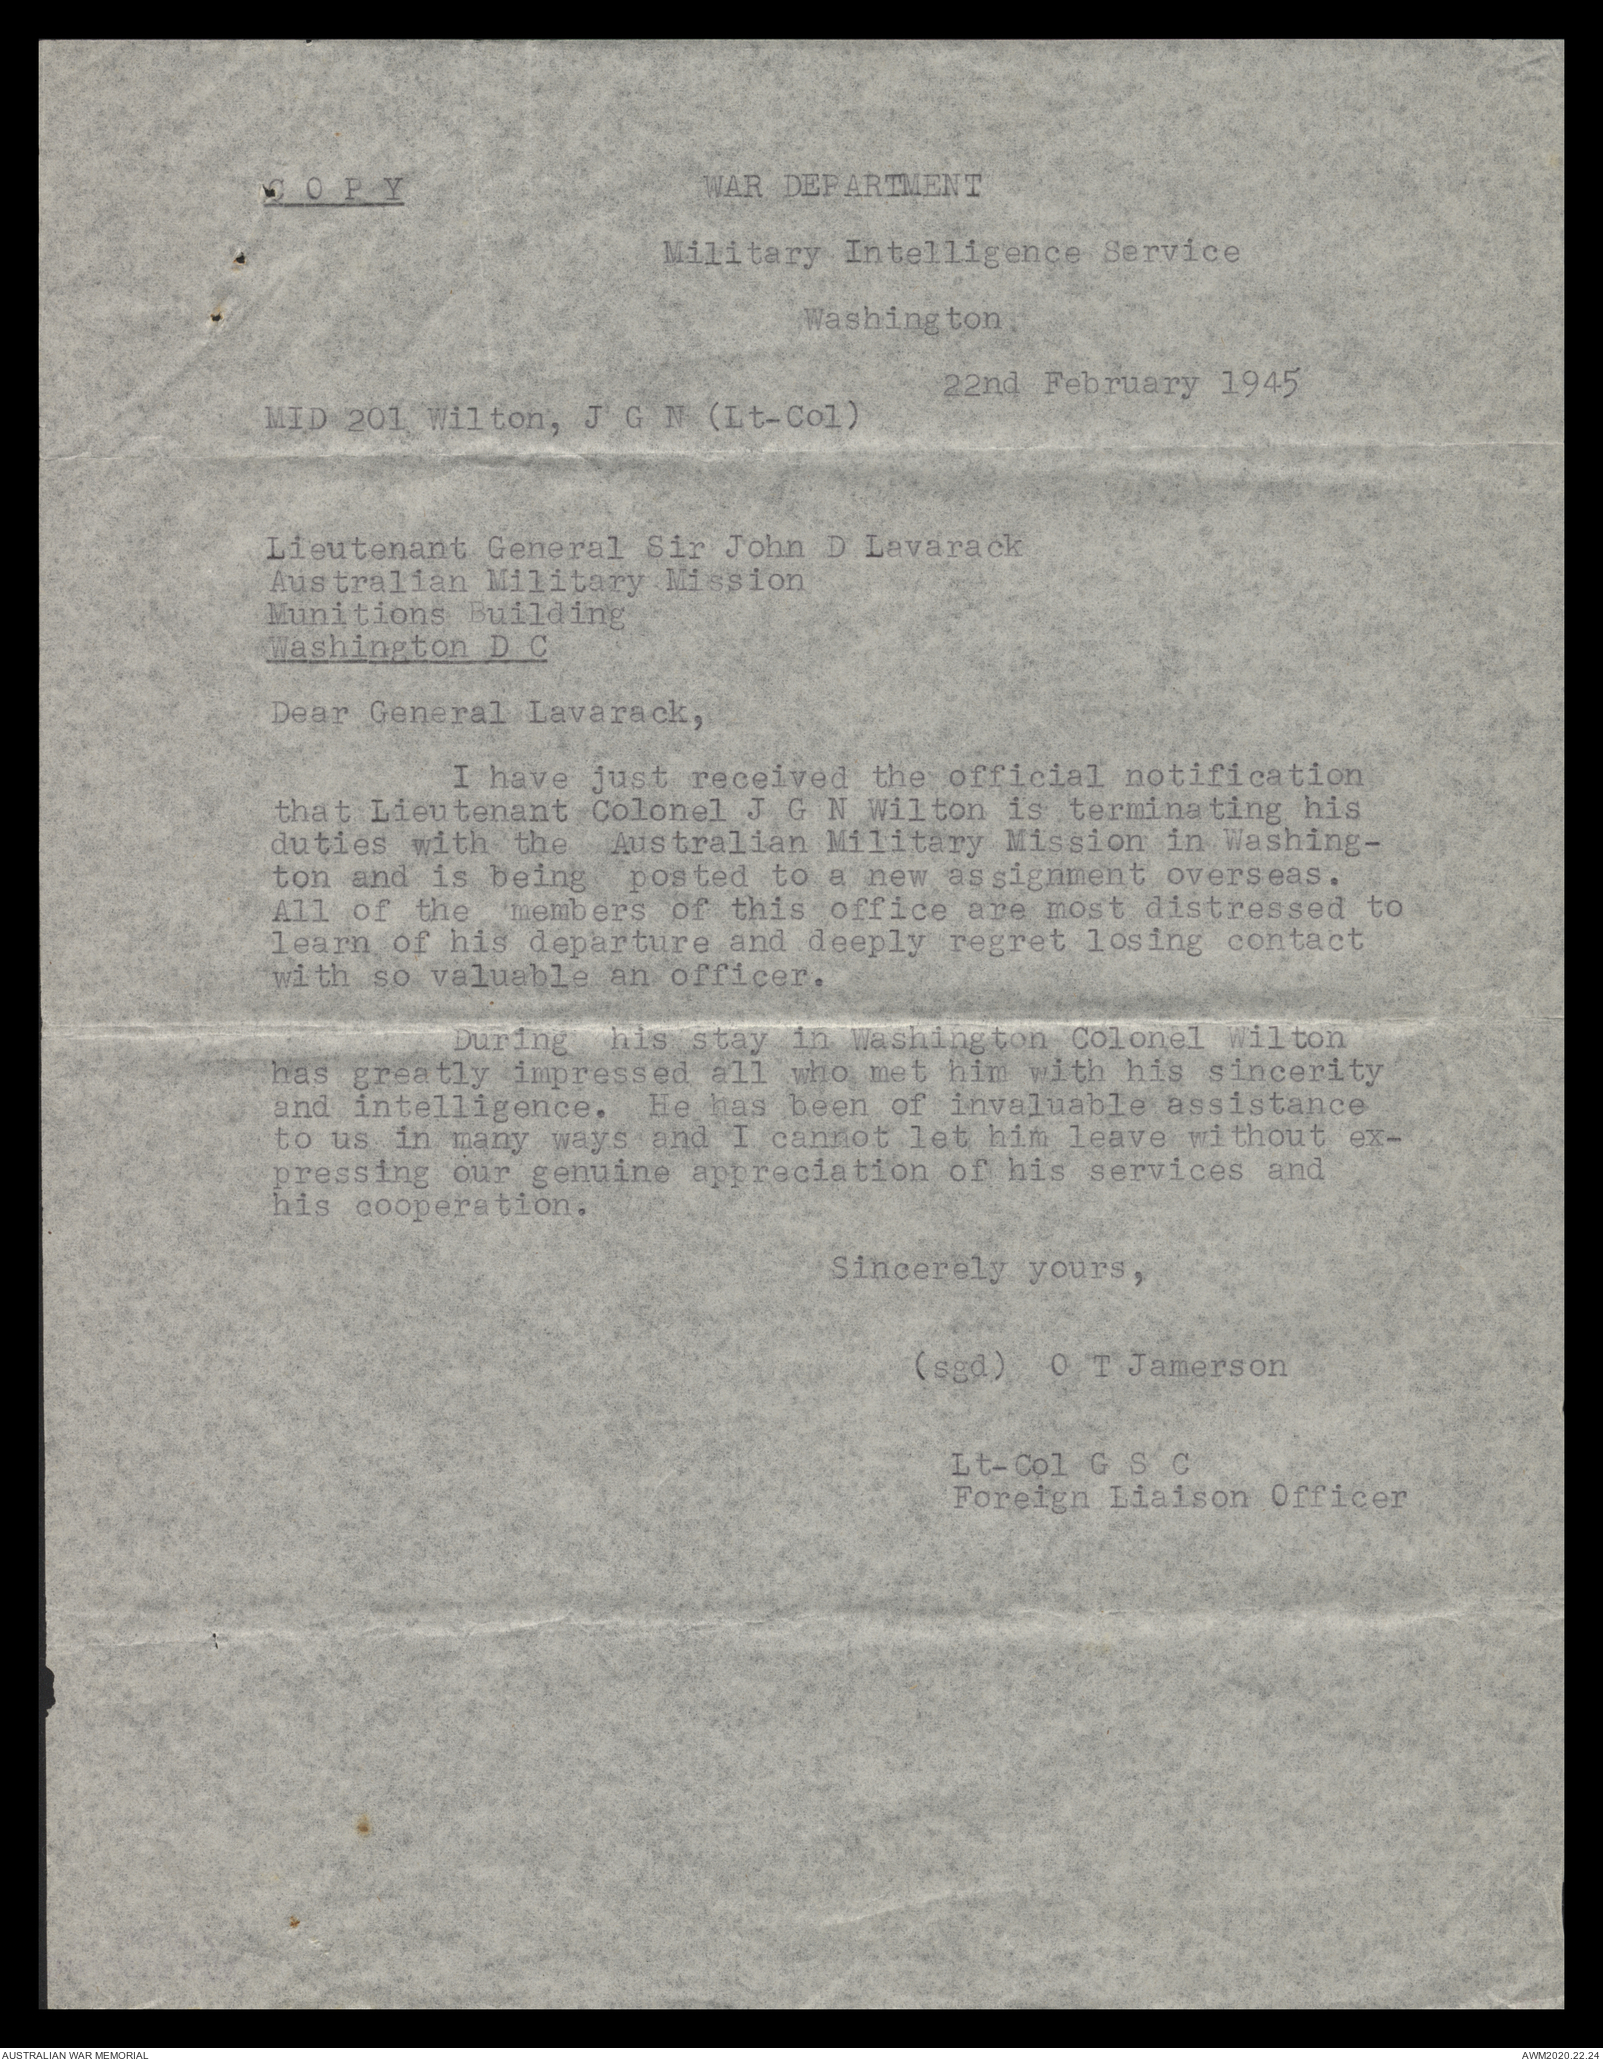 C O P Y
WAR DEPARTMENT
Military Intelligence Service
Washington.
22nd February 1945
MID 201 Wilton, J G N (Lt-Col)
Lieutenant General Sir John D Lavarack
Australian Military Mission
Munitions Building
Washington D C
Dear General Lavarack,
I have just received the official notification
that Lieutenant Colonel J G N Wilton is terminating his
duties with the Australian Military Mission in Washing-
ton and is being posted to a new assignment overseas.
All of the members of this office are most distressed to
learn of his departure and deeply regret losing contact
with so valuable an officer.
During his stay in Washington Colonel Wilton
has greatly impressed all who met him with his sincerity
and intelligence. He has been of invaluable assistance
to us in many ways and I cannot let him leave without ex-
pressing our genuine appreciation of his services and
his cooperation.
Sincerely yours,
(sgd) O T Jamerson
Lt-Col G S C
Foreign Liaison Officer
AUSTRALIAN WAR MEMORIAL
AWM2020.22.24